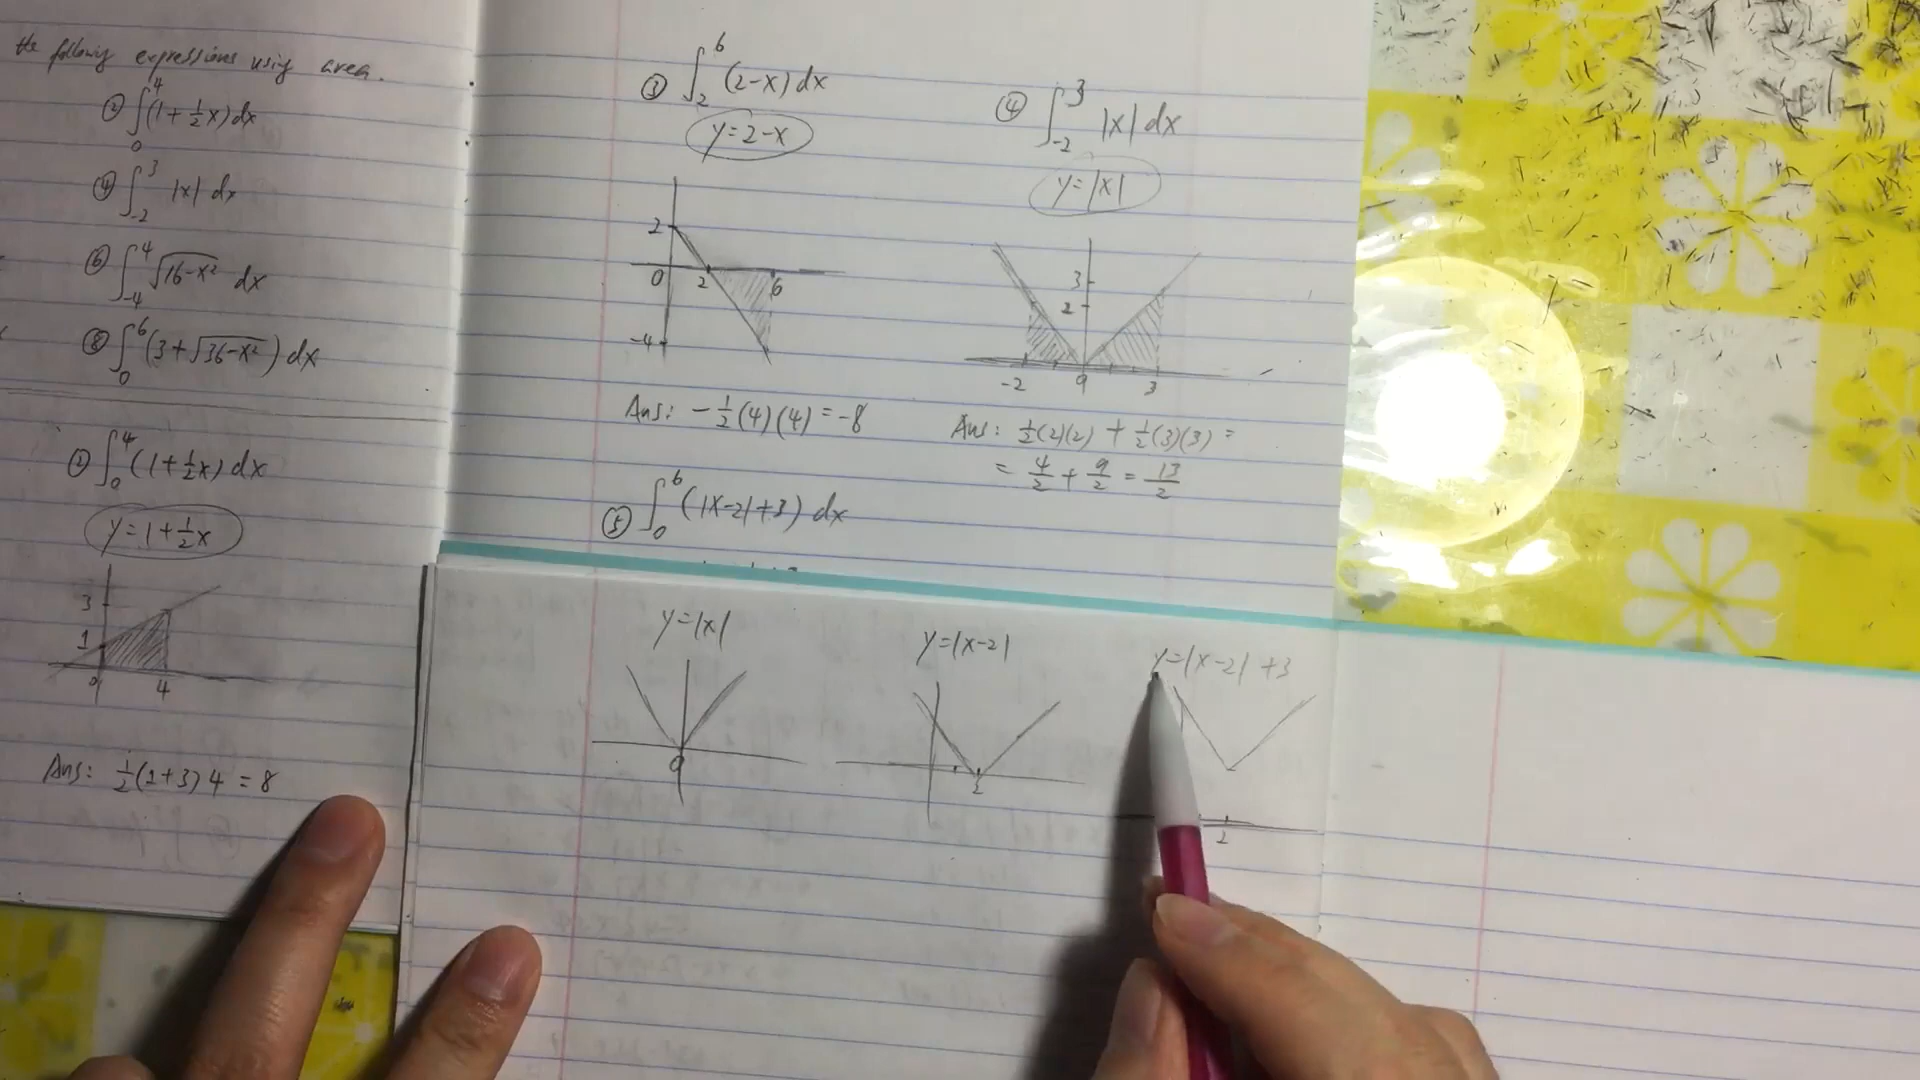 the following expressions using area.
② ∫₀⁴ (1+½x)dx
④ ∫₋₂³ |x| dx
⑥ ∫₋₄⁴ √(16-x²) dx
⑧ ∫₀⁶ (3+√(36-x²)) dx
② ∫₀⁴ (1+½x) dx
y=1+½x
3
1
0 4
Ans: ½(1+3)4 = 8
③ ∫₂⁶ (2-x) dx
y=2-x
2
0 2 6
-4
Ans: -½(4)(4) = -8
④ ∫₋₂³ |x| dx
y=|x|
3
2
-2 0 3
Ans: ½(2)(2) + ½(3)(3) =
= 4/2 + 9/2 = 13/2
⑤ ∫₀⁶ (|x-2|+3) dx
y=|x|
0
y=|x-2|
2
y=|x-2| +3
2